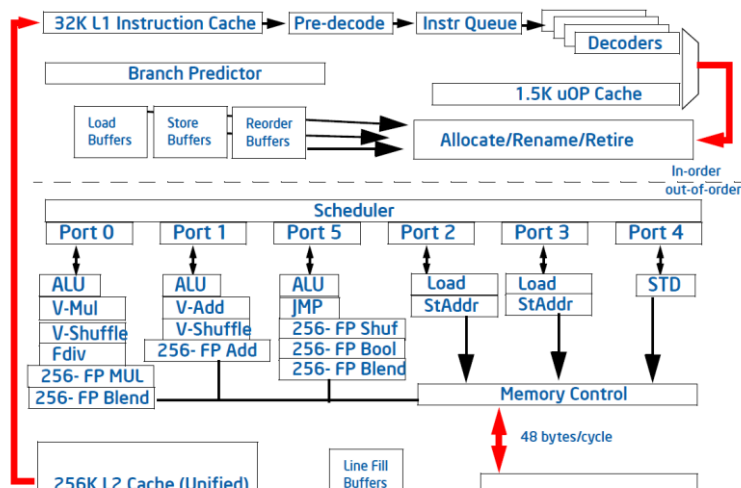 32K L1 Instruction Cache
Pre-decode
Instr Queue
Decoders
Branch Predictor
1.5K uOP Cache
Load
Buffers
Store
Buffers
Reorder
Buffers
Allocate/Rename/Retire
In-order
out-of-order
Scheduler
Port 0
Port 1
Port 5
Port 2
Port 3
Port 4
ALU
V-Mul
V-Shuffle
Fdiv
256- FP MUL
256- FP Blend
ALU
V-Add
V-Shuffle
256- FP Add
ALU
JMP
256- FP Shuf
256- FP Bool
256- FP Blend
Load
StAddr
Load
StAddr
STD
Memory Control
48 bytes/cycle
256K L2 Cache (Unified)
Line Fill
Buffers